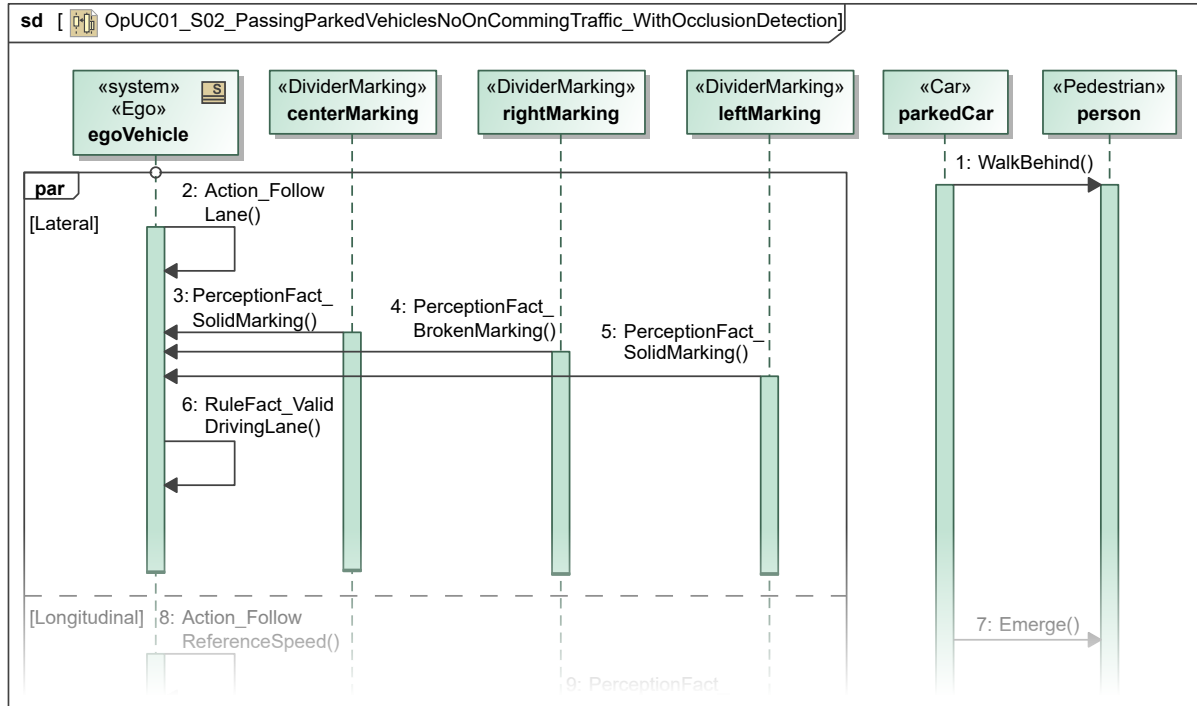 sd [ OpUC01_S02_PassingParkedVehiclesNoOnCommingTraffic_WithOcclusionDetection]
«system»
«Ego»
egoVehicle
S
«DividerMarking»
centerMarking
«DividerMarking»
rightMarking
«DividerMarking»
leftMarking
«Car»
parkedCar
«Pedestrian»
person
1: WalkBehind()
par
[Lateral]
2: Action_Follow
Lane()
3: PerceptionFact_
SolidMarking()
4: PerceptionFact_
BrokenMarking()
5: PerceptionFact_
SolidMarking()
6: RuleFact_Valid
DrivingLane()
[Longitudinal]
8: Action_Follow
ReferenceSpeed()
7: Emerge()
9: PerceptionFact